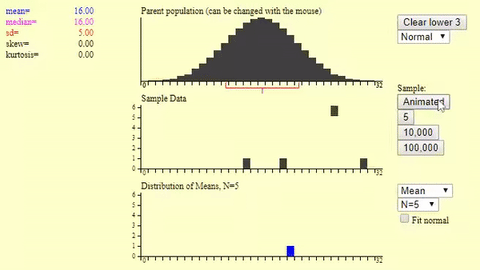 mean= 16.00
median= 16.00
sd= 5.00
skew= 0.00
kurtosis= 0.00
Parent population (can be changed with the mouse)
0 32
Clear lower 3
Normal
Sample Data
6
5
4
3
2
1
0
0 32
Sample:
Animated
5
10,000
100,000
Distribution of Means, N=5
6
5
4
3
2
1
0
0 32
Mean
N=5
Fit normal